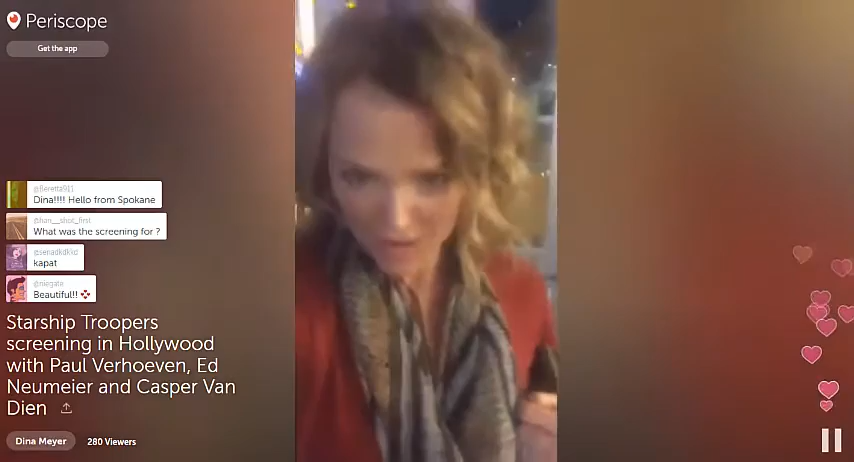 Periscope
Get the app
@Beretta911
Dina!!!! Hello from Spokane
@han__shot_first
What was the screening for ?
@senadkdkkd
kapat
@niegate
Beautiful!!
Starship Troopers
screening in Hollywood
with Paul Verhoeven, Ed
Neumeier and Casper Van
Dien
Dina Meyer
280 Viewers